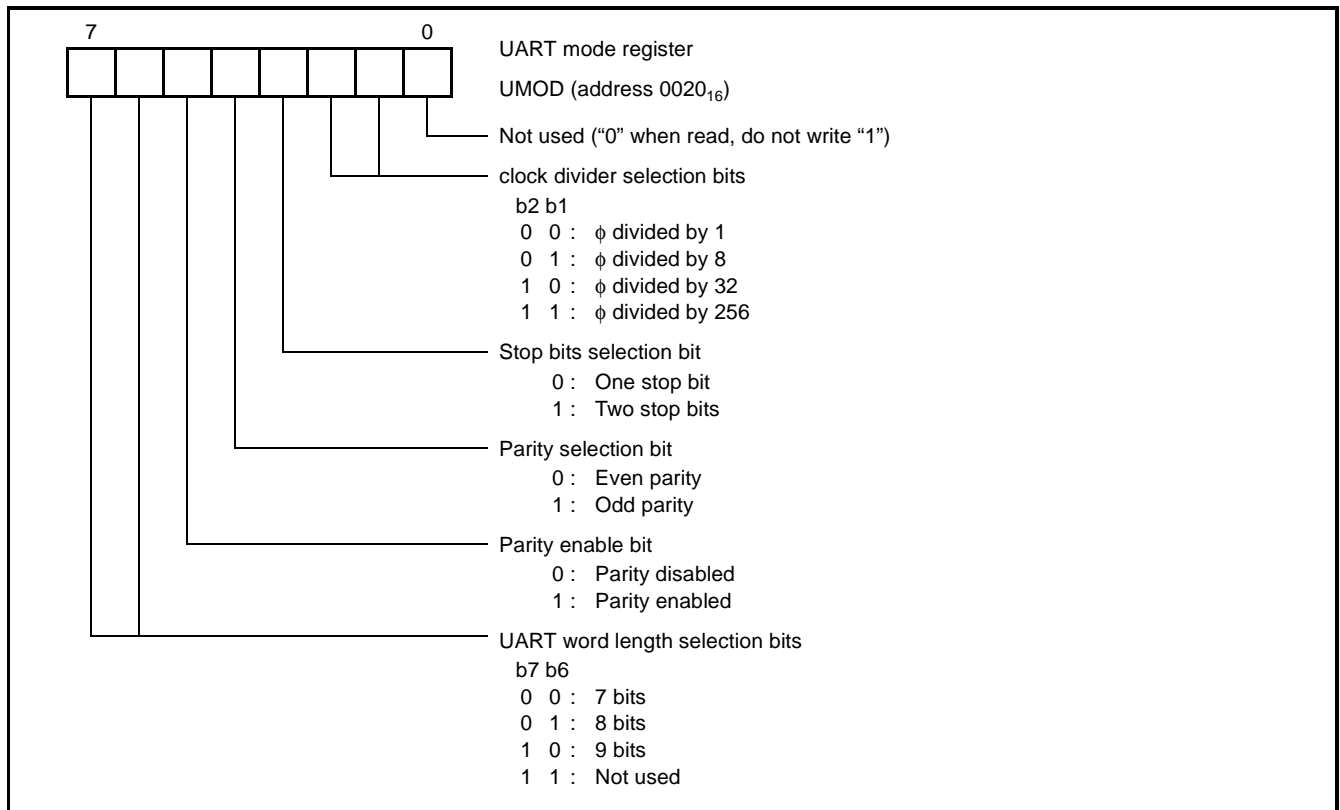 7 0
UART mode register
UMOD (address 0020₁₆)
Not used (“0” when read, do not write “1”)
clock divider selection bits
b2 b1
0 0 : ϕ divided by 1
0 1 : ϕ divided by 8
1 0 : ϕ divided by 32
1 1 : ϕ divided by 256
Stop bits selection bit
0 : One stop bit
1 : Two stop bits
Parity selection bit
0 : Even parity
1 : Odd parity
Parity enable bit
0 : Parity disabled
1 : Parity enabled
UART word length selection bits
b7 b6
0 0 : 7 bits
0 1 : 8 bits
1 0 : 9 bits
1 1 : Not used